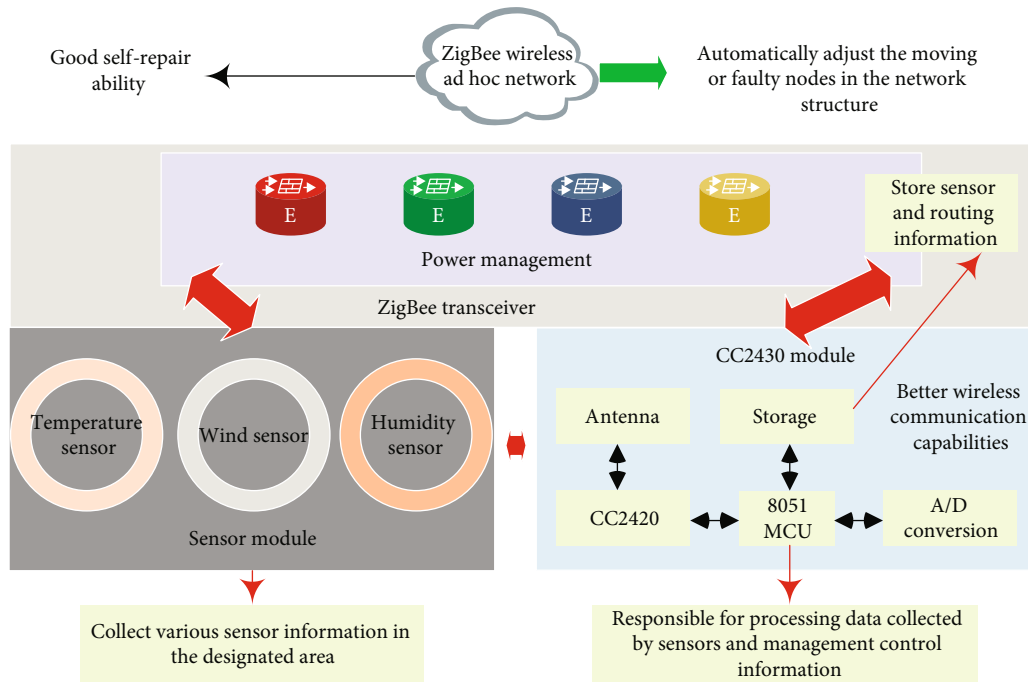 Good self-repair
ability
ZigBee wireless
ad hoc network
Automatically adjust the moving
or faulty nodes in the network
structure
E
E
E
E
Power management
Store sensor
and routing
information
ZigBee transceiver
Temperature
sensor
Wind sensor
Humidity
sensor
Sensor module
CC2430 module
Antenna
Storage
Better wireless
communication
capabilities
CC2420
8051
MCU
A/D
conversion
Collect various sensor information in
the designated area
Responsible for processing data collected
by sensors and management control
information